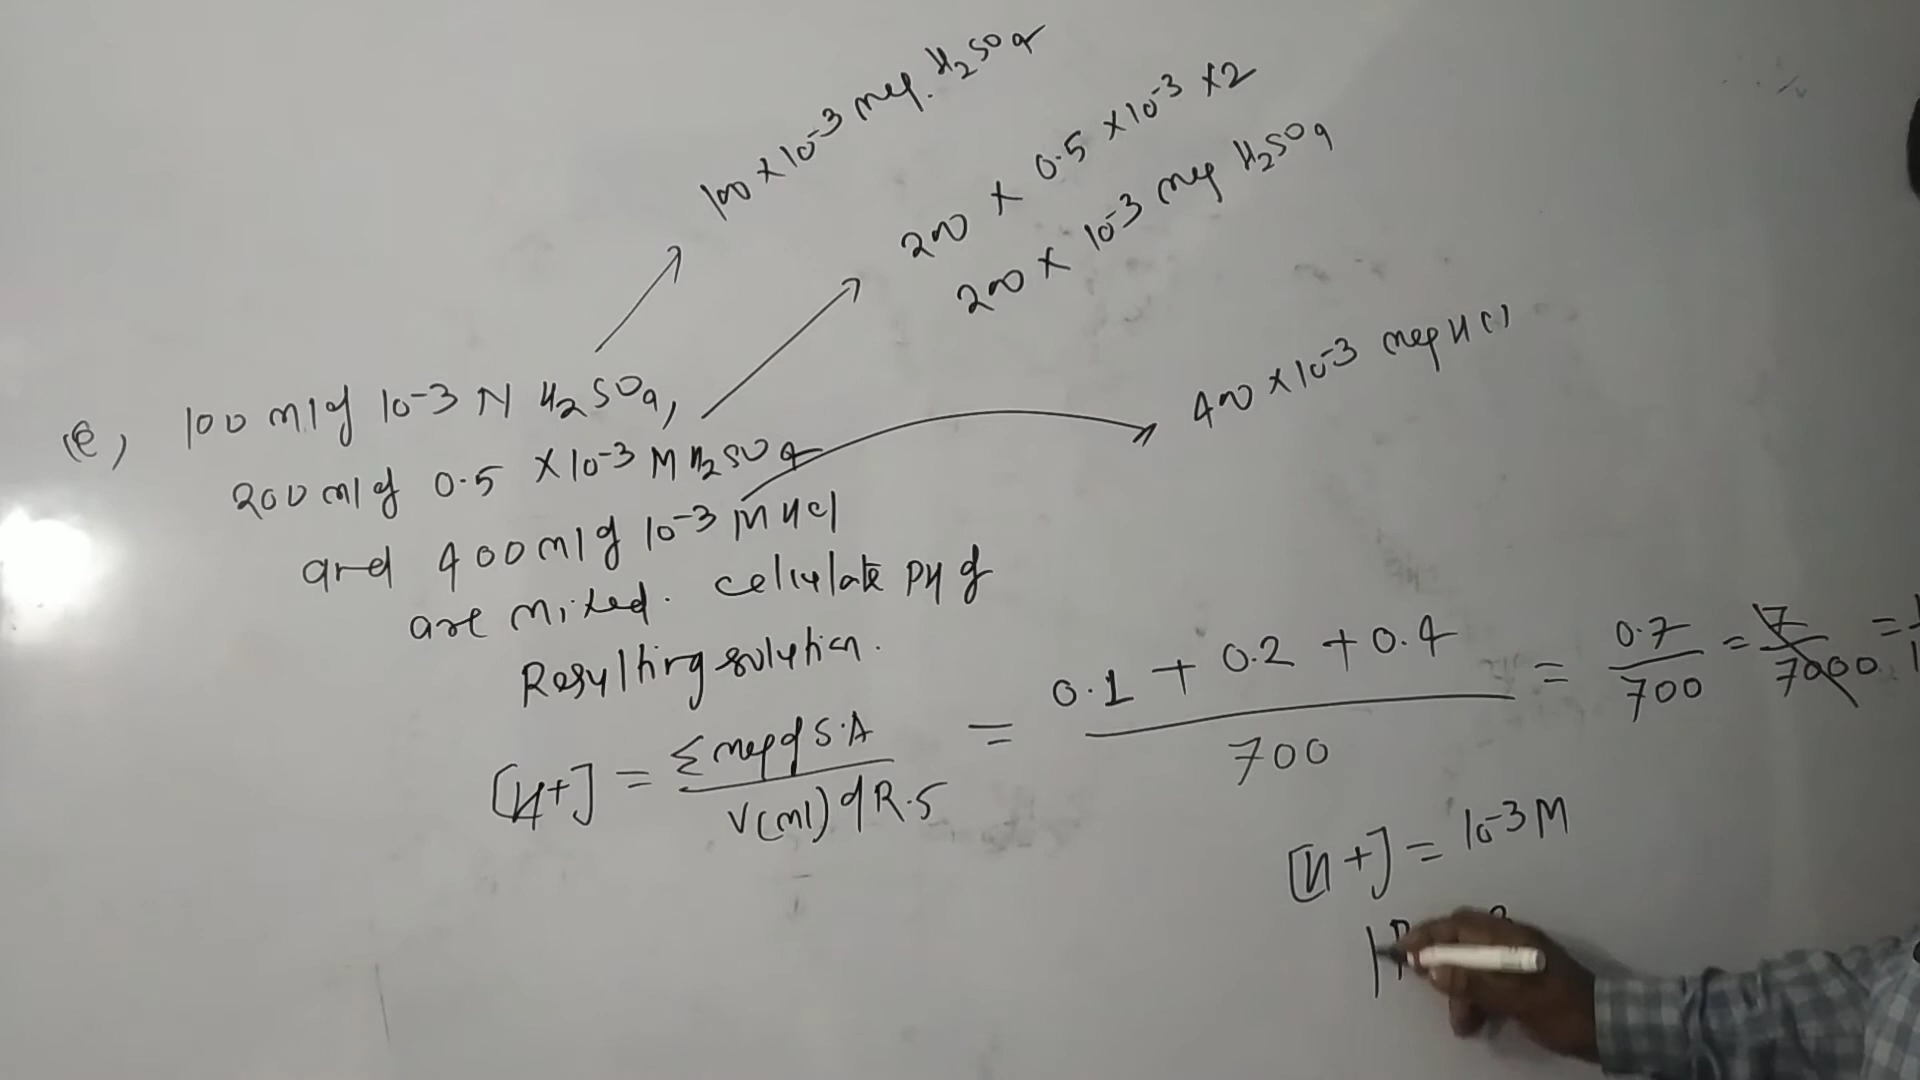 100 × 10⁻³ meq. H₂SO₄
200 × 0.5 × 10⁻³ × 2
200 × 10⁻³ meq H₂SO₄
400 × 10⁻³ meq HCl
(e), 100 ml of 10⁻³ N H₂SO₄,
200 ml of 0.5 × 10⁻³ M H₂SO₄
and 400 ml of 10⁻³ M HCl
are mixed. calculate pH of
Resulting solution.
[H+] = Σ meq of S.A / V(ml) of R.S = 0.1 + 0.2 + 0.4 / 700 = 0.7 / 700 = 7 / 7000 =
[H+] = 10⁻³ M